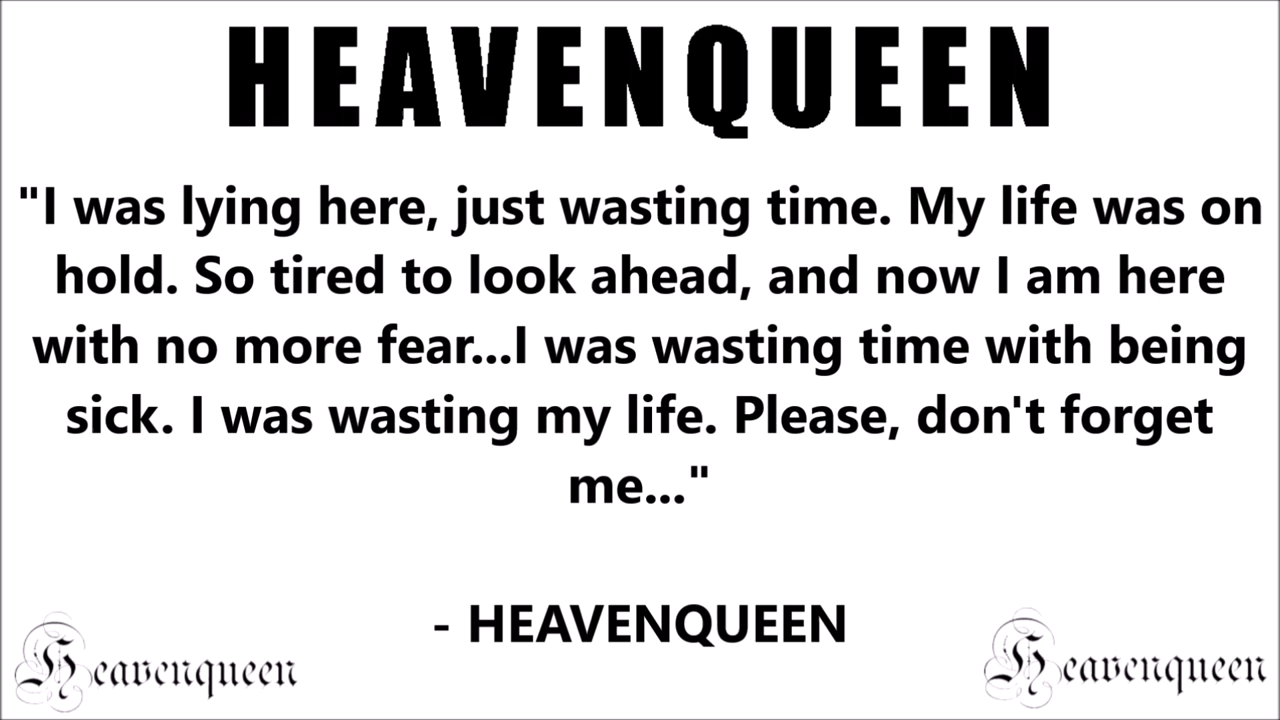 HEAVENQUEEN
"I was lying here, just wasting time. My life was on
hold. So tired to look ahead, and now I am here
with no more fear...I was wasting time with being
sick. I was wasting my life. Please, don't forget
me..."
- HEAVENQUEEN
Heavenqueen
Heavenqueen